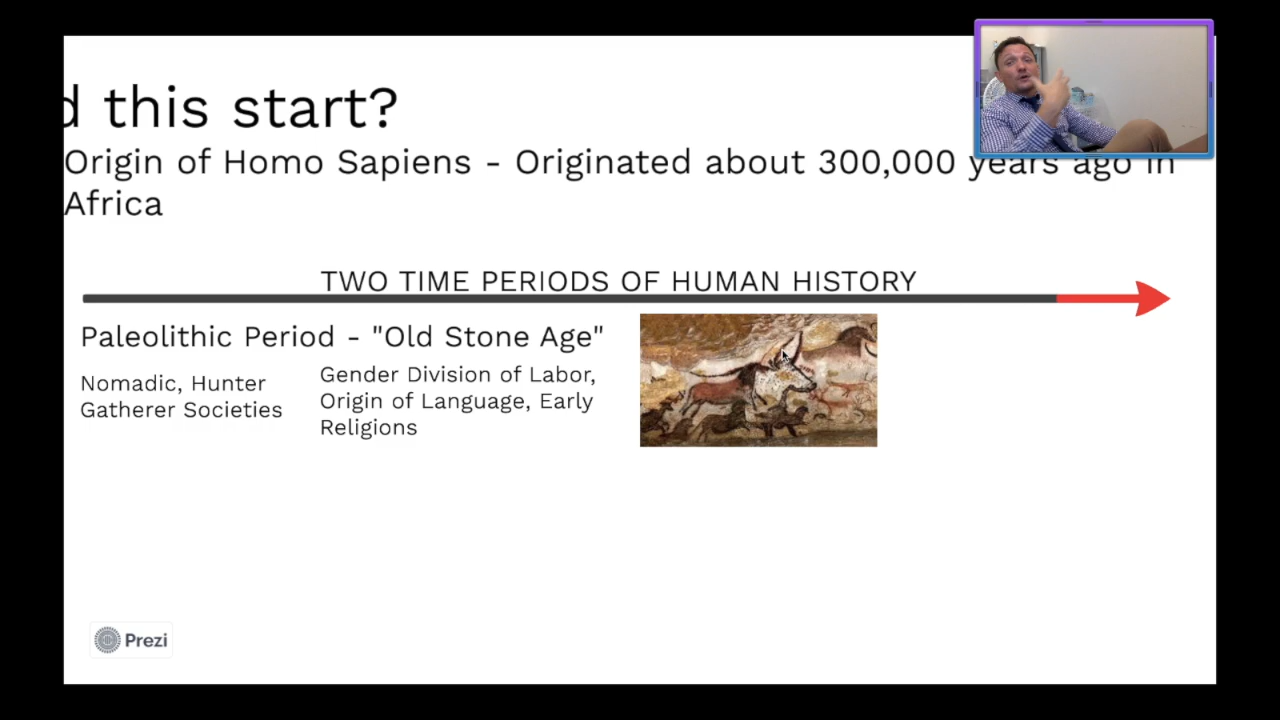 d this start?
Origin of Homo Sapiens - Originated about 300,000 years ago in
Africa
TWO TIME PERIODS OF HUMAN HISTORY
Paleolithic Period - "Old Stone Age"
Nomadic, Hunter
Gatherer Societies
Gender Division of Labor,
Origin of Language, Early
Religions
Prezi